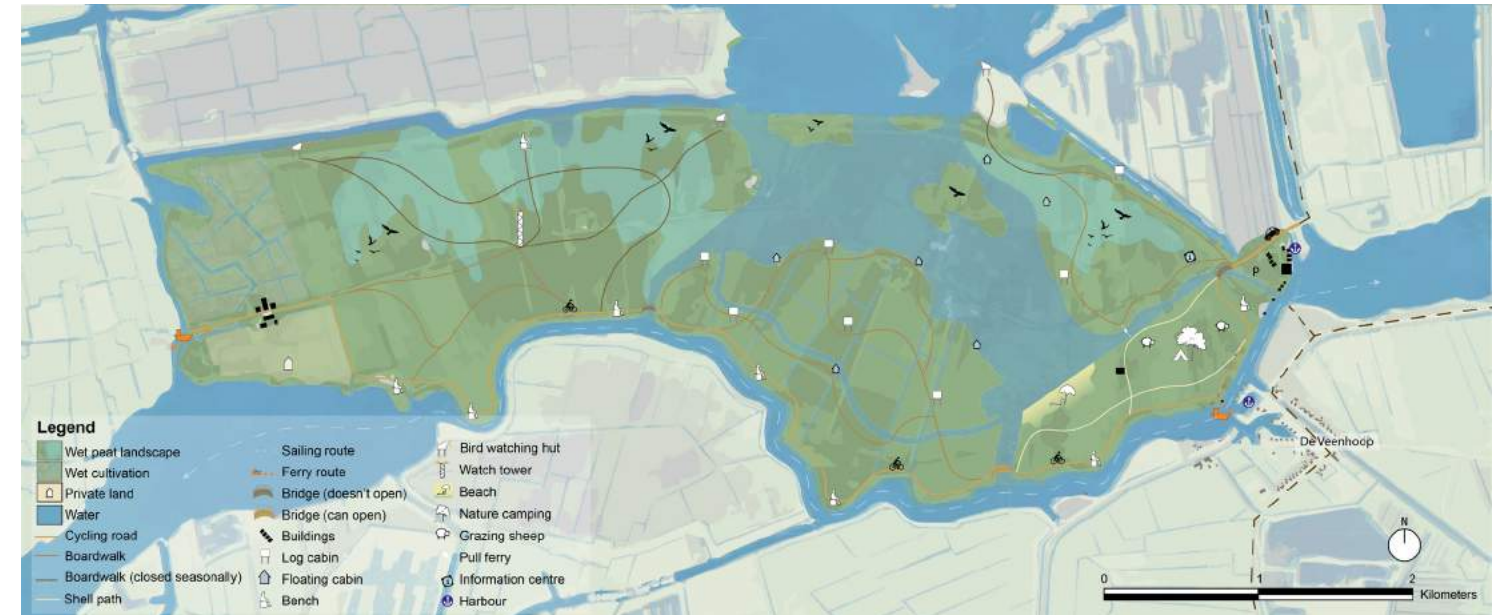 N
0 1 2
Kilometers
P
De Veenhoop
Legend
Wet peat landscape
Wet cultivation
Private land
Water
Cycling road
Boardwalk
Boardwalk (closed seasonally)
Shell path
Sailing route
Ferry route
Bridge (doesn't open)
Bridge (can open)
Buildings
Log cabin
Floating cabin
Bench
Bird watching hut
Watch tower
Beach
Nature camping
Grazing sheep
Pull ferry
Information centre
Harbour